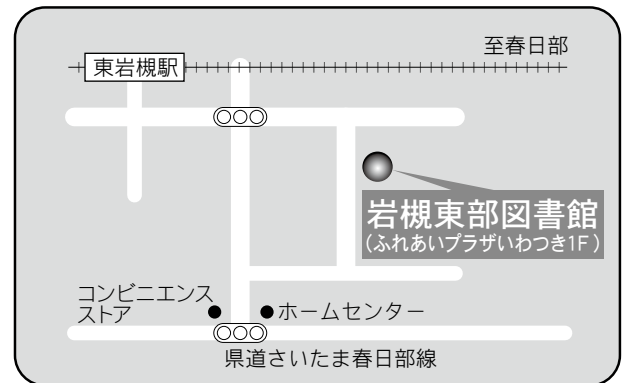 至春日部
東岩槻駅
岩槻東部図書館
(ふれあいプラザいわつき1F)
コンビニエンス
ストア
ホームセンター
県道さいたま春日部線